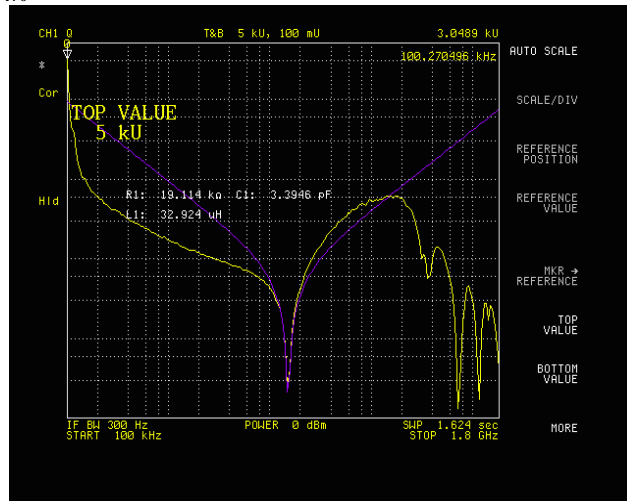 CH1 Q T&B 5 kU, 100 mU 3.0489 kU
0
100.270496 kHz
AUTO SCALE
*
Cor
SCALE/DIV
TOP VALUE
5 kU
REFERENCE
POSITION
R1: 19.114 kΩ C1: 3.3946 pF
Hld
REFERENCE
VALUE
L1: 32.924 uH
MKR →
REFERENCE
TOP
VALUE
BOTTOM
VALUE
IF BW 300 Hz POWER 0 dBm SWP 1.624 sec
START 100 kHz STOP 1.8 GHz
MORE